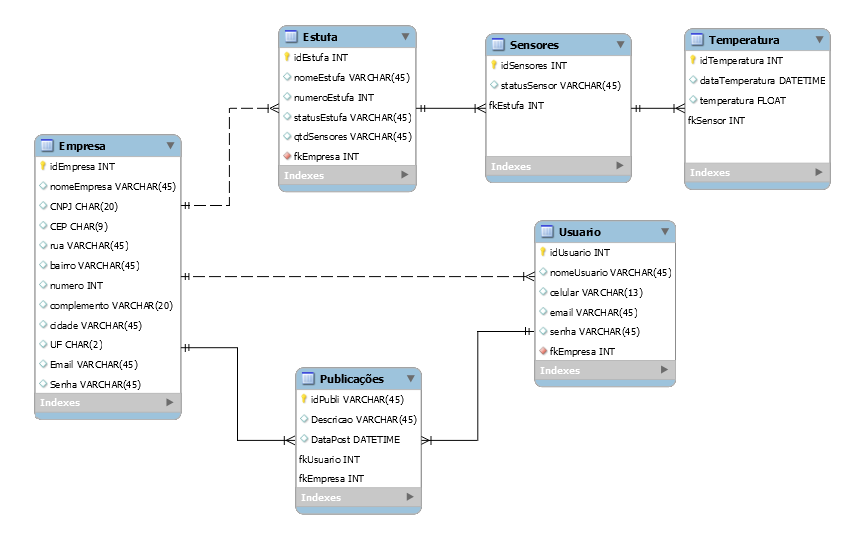 Estufa
idEstufa INT
nomeEstufa VARCHAR(45)
numeroEstufa INT
statusEstufa VARCHAR(45)
qtdSensores VARCHAR(45)
fkEmpresa INT
Indexes
Sensores
idSensores INT
statusSensor VARCHAR(45)
fkEstufa INT
Indexes
Temperatura
idTemperatura INT
dataTemperatura DATETIME
temperatura FLOAT
fkSensor INT
Indexes
Empresa
idEmpresa INT
nomeEmpresa VARCHAR(45)
CNPJ CHAR(20)
CEP CHAR(9)
rua VARCHAR(45)
bairro VARCHAR(45)
numero INT
complemento VARCHAR(20)
cidade VARCHAR(45)
UF CHAR(2)
Email VARCHAR(45)
Senha VARCHAR(45)
Indexes
Usuario
idUsuario INT
nomeUsuario VARCHAR(45)
celular VARCHAR(13)
email VARCHAR(45)
senha VARCHAR(45)
fkEmpresa INT
Indexes
Publicações
idPubli VARCHAR(45)
Descricao VARCHAR(45)
DataPost DATETIME
fkUsuario INT
fkEmpresa INT
Indexes